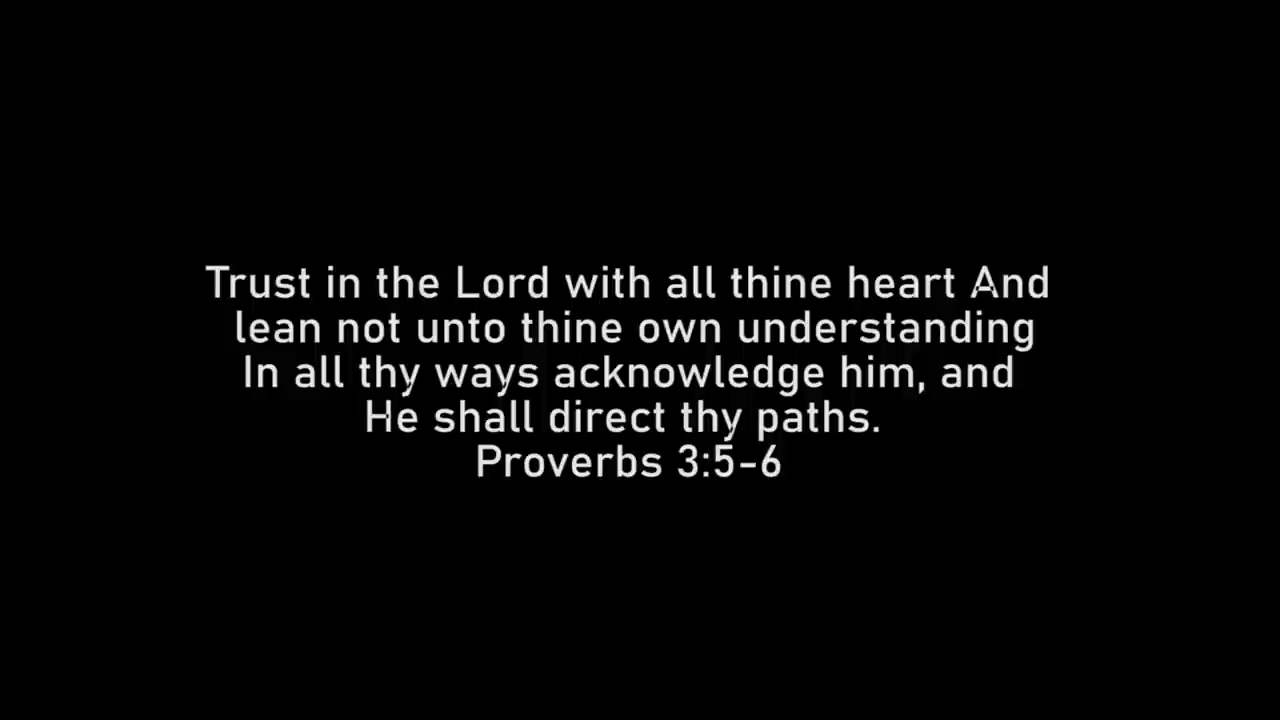 Trust in the Lord with all thine heart And
lean not unto thine own understanding
In all thy ways acknowledge him, and
He shall direct thy paths.
Proverbs 3:5-6